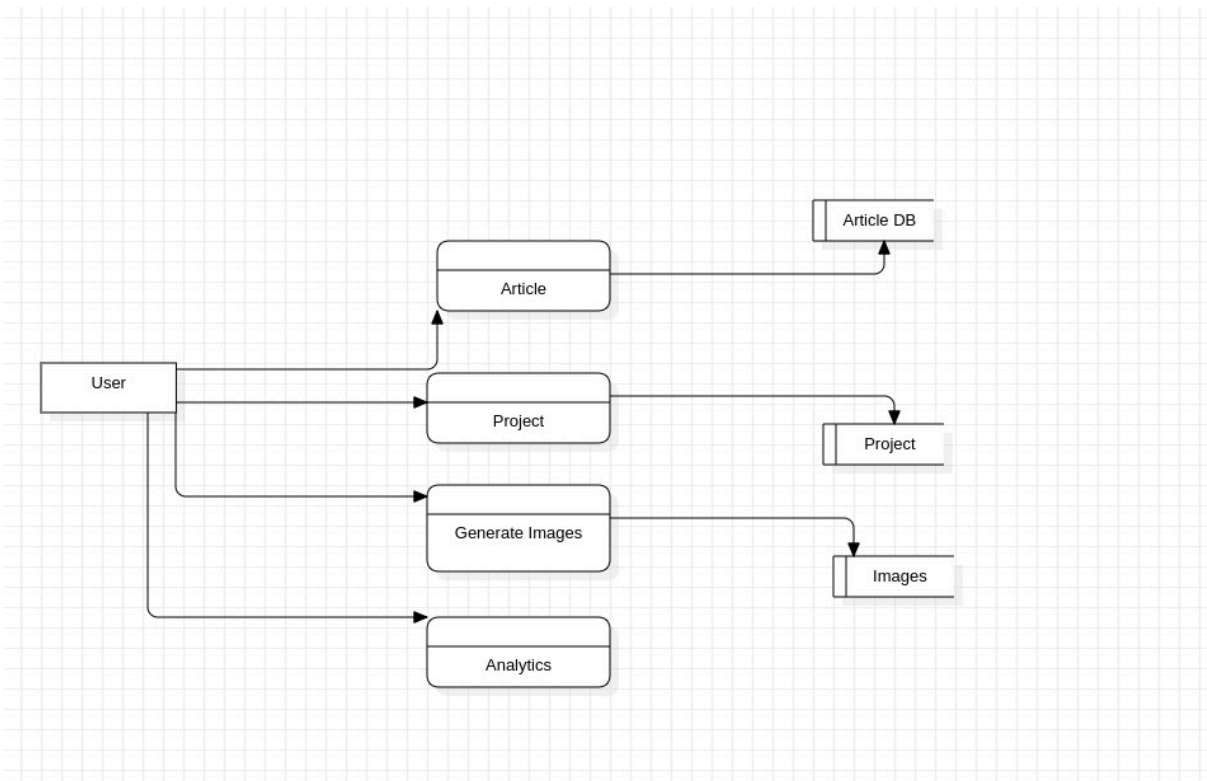 Article DB
Article
User
Project
Project
Generate Images
Images
Analytics